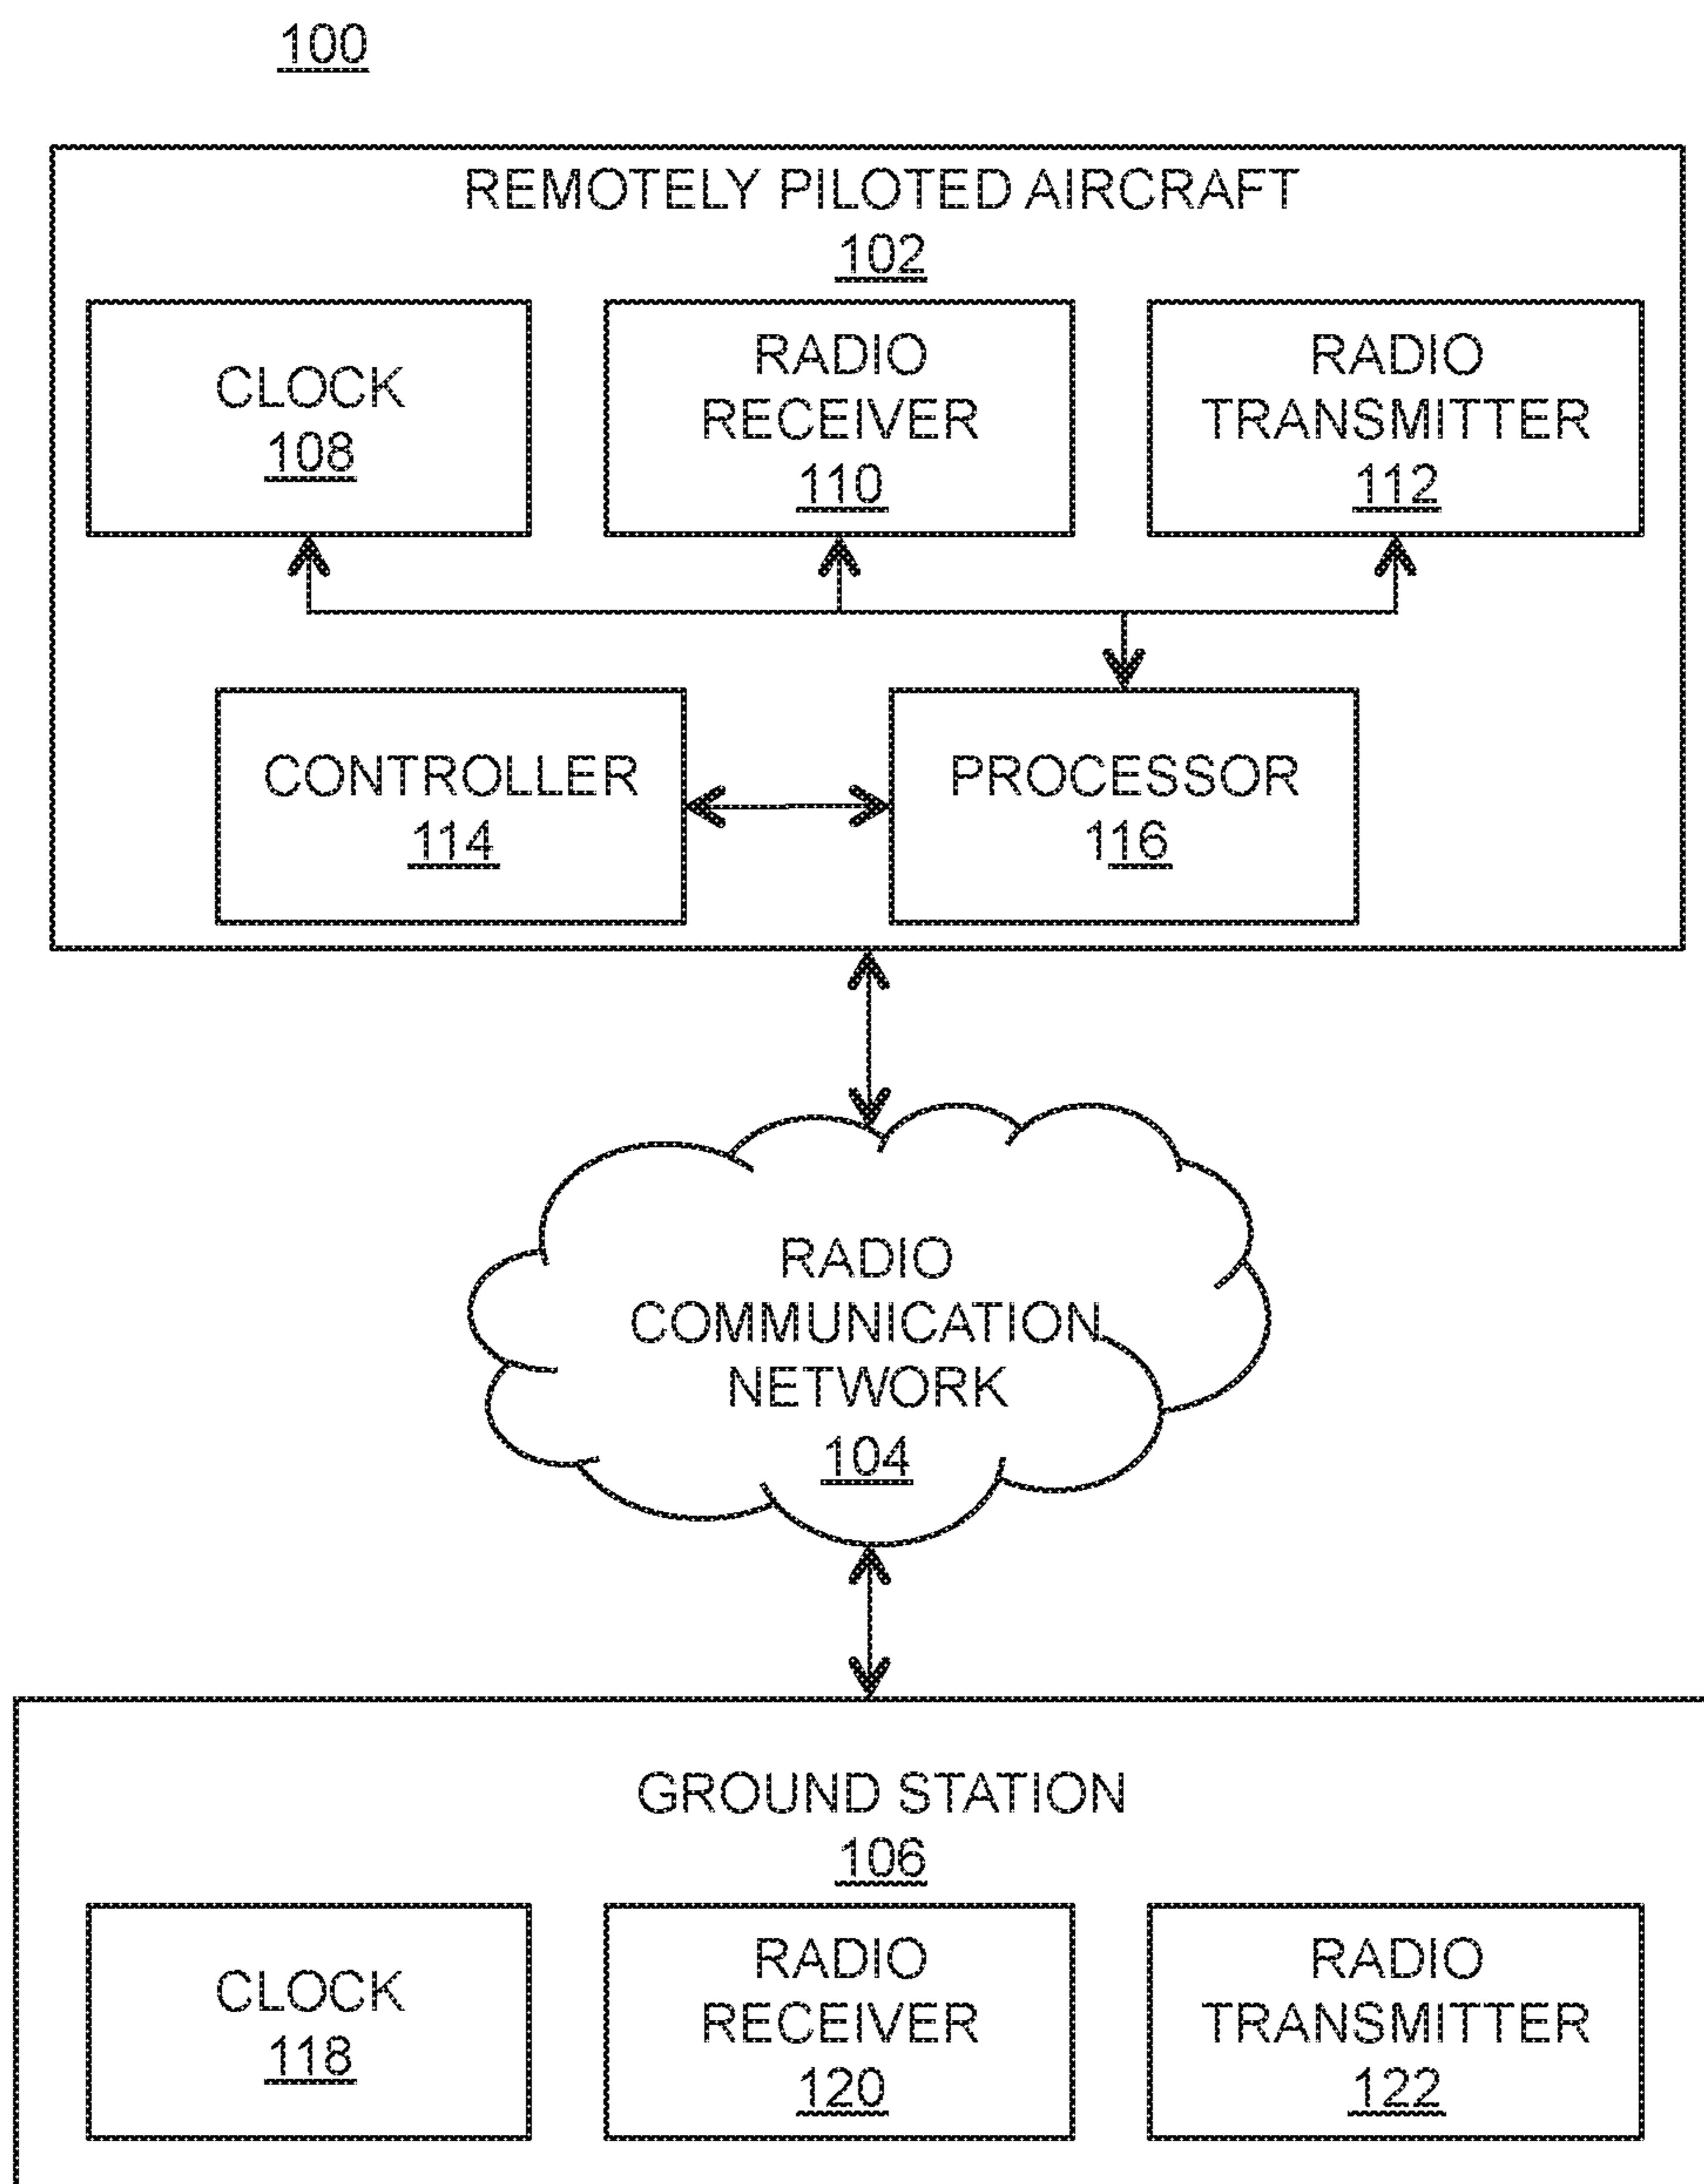 100
REMOTELY PILOTED AIRCRAFT
102
CLOCK
108
RADIO
RECEIVER
110
RADIO
TRANSMITTER
112
CONTROLLER
114
PROCESSOR
116
RADIO
COMMUNICATION
NETWORK
104
GROUND STATION
106
CLOCK
118
RADIO
RECEIVER
120
RADIO
TRANSMITTER
122